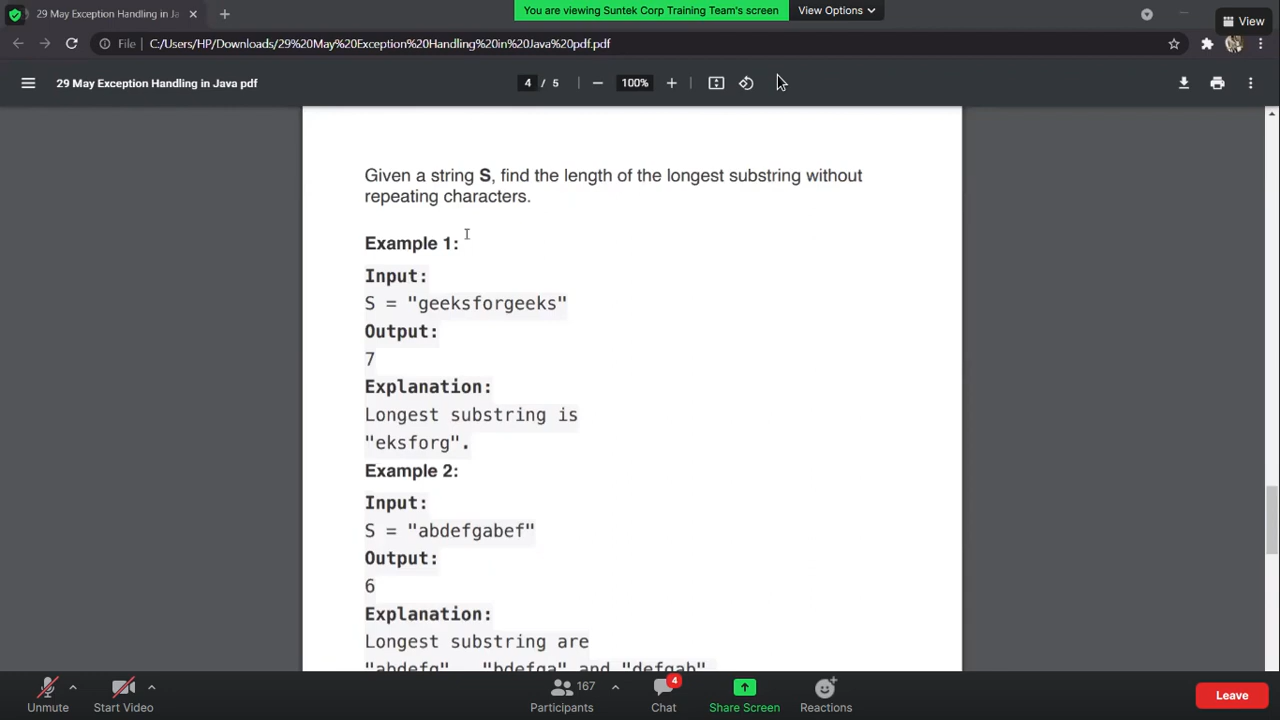 29 May Exception Handling in Ja
You are viewing Suntek Corp Training Team's screen
View Options
View
File
C:/Users/HP/Downloads/29%20May%20Exception%20Handling%20in%20Java%20pdf.pdf
29 May Exception Handling in Java pdf
4 / 5
100%
Given a string S, find the length of the longest substring without
repeating characters.
Example 1:
Input:
S = "geeksforgeeks"
Output:
7
Explanation:
Longest substring is
"eksforg".
Example 2:
Input:
S = "abdefgabef"
Output:
6
Explanation:
Longest substring are
"abdefg" , "bdefga" and "defgab" .
Unmute
Start Video
167
Participants
4
Chat
Share Screen
Reactions
Leave